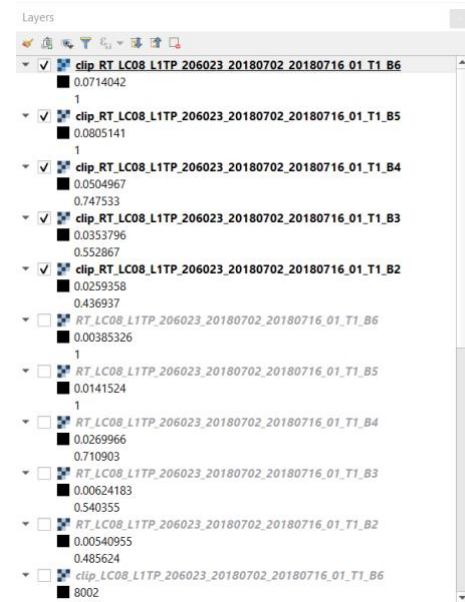 Layers
clip_RT_LC08_L1TP_206023_20180702_20180716_01_T1_B6
0.0714042
1
clip_RT_LC08_L1TP_206023_20180702_20180716_01_T1_B5
0.0805141
1
clip_RT_LC08_L1TP_206023_20180702_20180716_01_T1_B4
0.0504967
0.747533
clip_RT_LC08_L1TP_206023_20180702_20180716_01_T1_B3
0.0353796
0.552867
clip_RT_LC08_L1TP_206023_20180702_20180716_01_T1_B2
0.0259358
0.436937
RT_LC08_L1TP_206023_20180702_20180716_01_T1_B6
0.00385326
1
RT_LC08_L1TP_206023_20180702_20180716_01_T1_B5
0.0141524
1
RT_LC08_L1TP_206023_20180702_20180716_01_T1_B4
0.0269966
0.710903
RT_LC08_L1TP_206023_20180702_20180716_01_T1_B3
0.00624183
0.540355
RT_LC08_L1TP_206023_20180702_20180716_01_T1_B2
0.00540955
0.485624
clip_LC08_L1TP_206023_20180702_20180716_01_T1_B6
8002